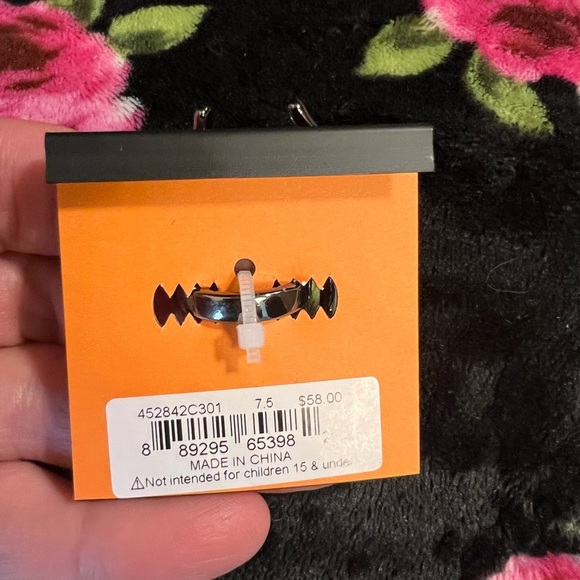 452842C301 7.5 $58.00
8 89295 65398
MADE IN CHINA
⚠Not intended for children 15 & under